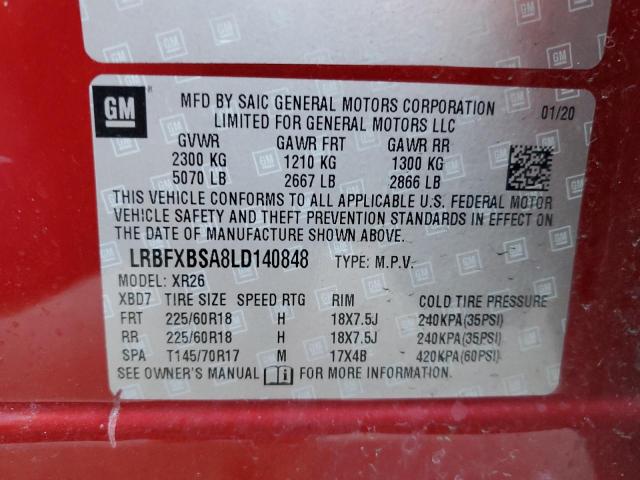 GM
MFD BY SAIC GENERAL MOTORS CORPORATION 01/20
LIMITED FOR GENERAL MOTORS LLC
GVWR GAWR FRT GAWR RR
2300 KG 1210 KG 1300 KG
5070 LB 2667 LB 2866 LB
THIS VEHICLE CONFORMS TO ALL APPLICABLE U.S. FEDERAL MOTOR
VEHICLE SAFETY AND THEFT PREVENTION STANDARDS IN EFFECT ON
THE DATE OF MANUFACTURE SHOWN ABOVE.
LRBFXBSA8LD140848 TYPE: M.P.V.
MODEL: XR26
XBD7 TIRE SIZE SPEED RTG RIM COLD TIRE PRESSURE
FRT 225/60R18 H 18X7.5J 240KPA(35PSI)
RR 225/60R18 H 18X7.5J 240KPA(35PSI)
SPA T145/70R17 M 17X4B 420KPA(60PSI)
SEE OWNER'S MANUAL i FOR MORE INFORMATION